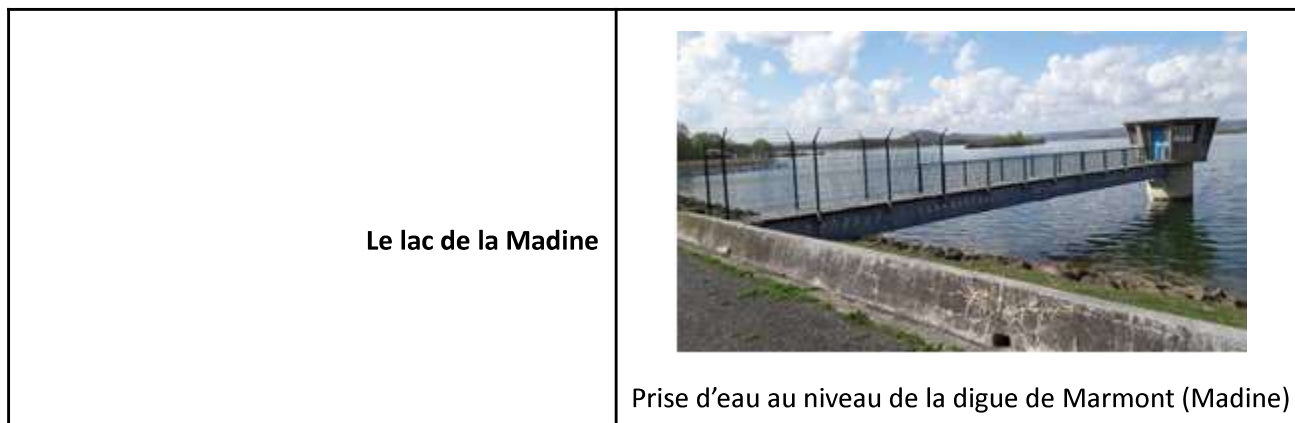 Le lac de la Madine
Prise d’eau au niveau de la digue de Marmont (Madine)